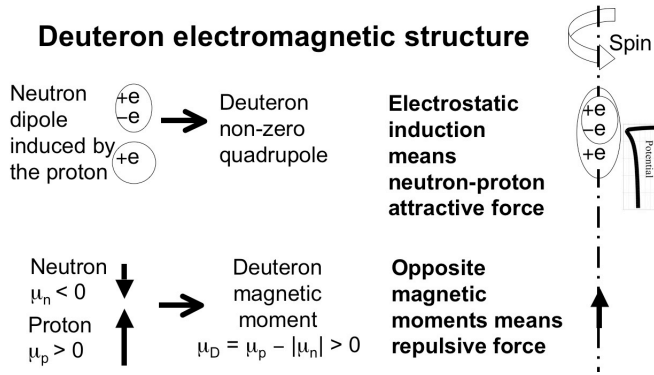 Deuteron electromagnetic structure
Spin
Neutron
dipole
induced by
the proton
+e
−e
+e
Deuteron
non-zero
quadrupole
Electrostatic
induction
means
neutron-proton
attractive force
+e
−e
+e
Potential
Neutron
μn < 0
Proton
μp > 0
Deuteron
magnetic
moment
μD = μp − |μn| > 0
Opposite
magnetic
moments means
repulsive force